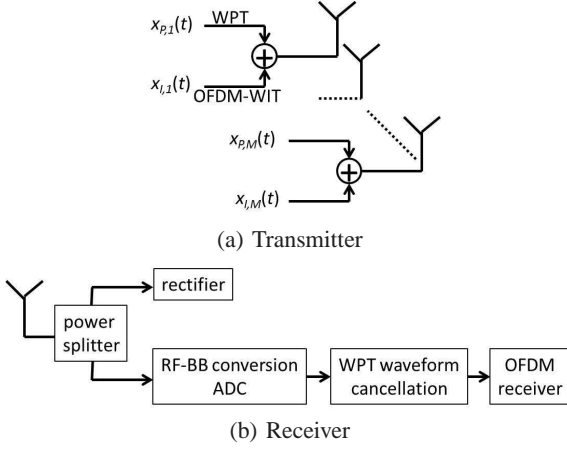 x_{P,1}(t) WPT
x_{I,1}(t)
OFDM-WIT
x_{P,M}(t)
x_{I,M}(t)
(a) Transmitter
rectifier
power
splitter
RF-BB conversion
ADC
WPT waveform
cancellation
OFDM
receiver
(b) Receiver